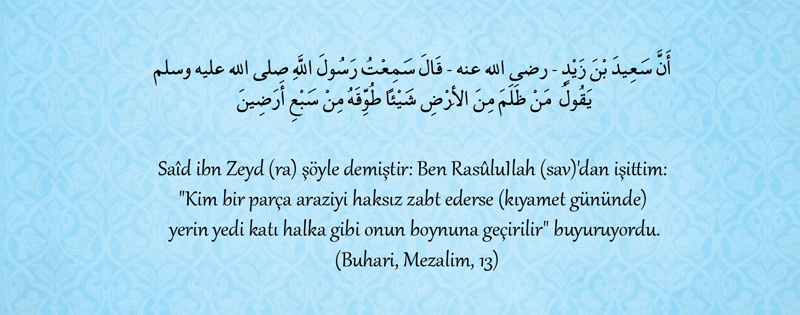 أَنَّ سَعِيدَ بْنَ زَيْدٍ - رضى الله عنه - قَالَ سَمِعْتُ رَسُولَ اللَّهِ صلى الله عليه وسلم
يَقُولُ مَنْ ظَلَمَ مِنَ الأَرْضِ شَيْئًا طُوِّقَهُ مِنْ سَبْعِ أَرَضِينَ
Saîd ibn Zeyd (ra) şöyle demiştir: Ben Rasûlullah (sav)'dan işittim:
"Kim bir parça araziyi haksız zabt ederse (kıyamet gününde)
yerin yedi katı halka gibi onun boynuna geçirilir" buyuruyordu.
(Buhari, Mezalim, 13)